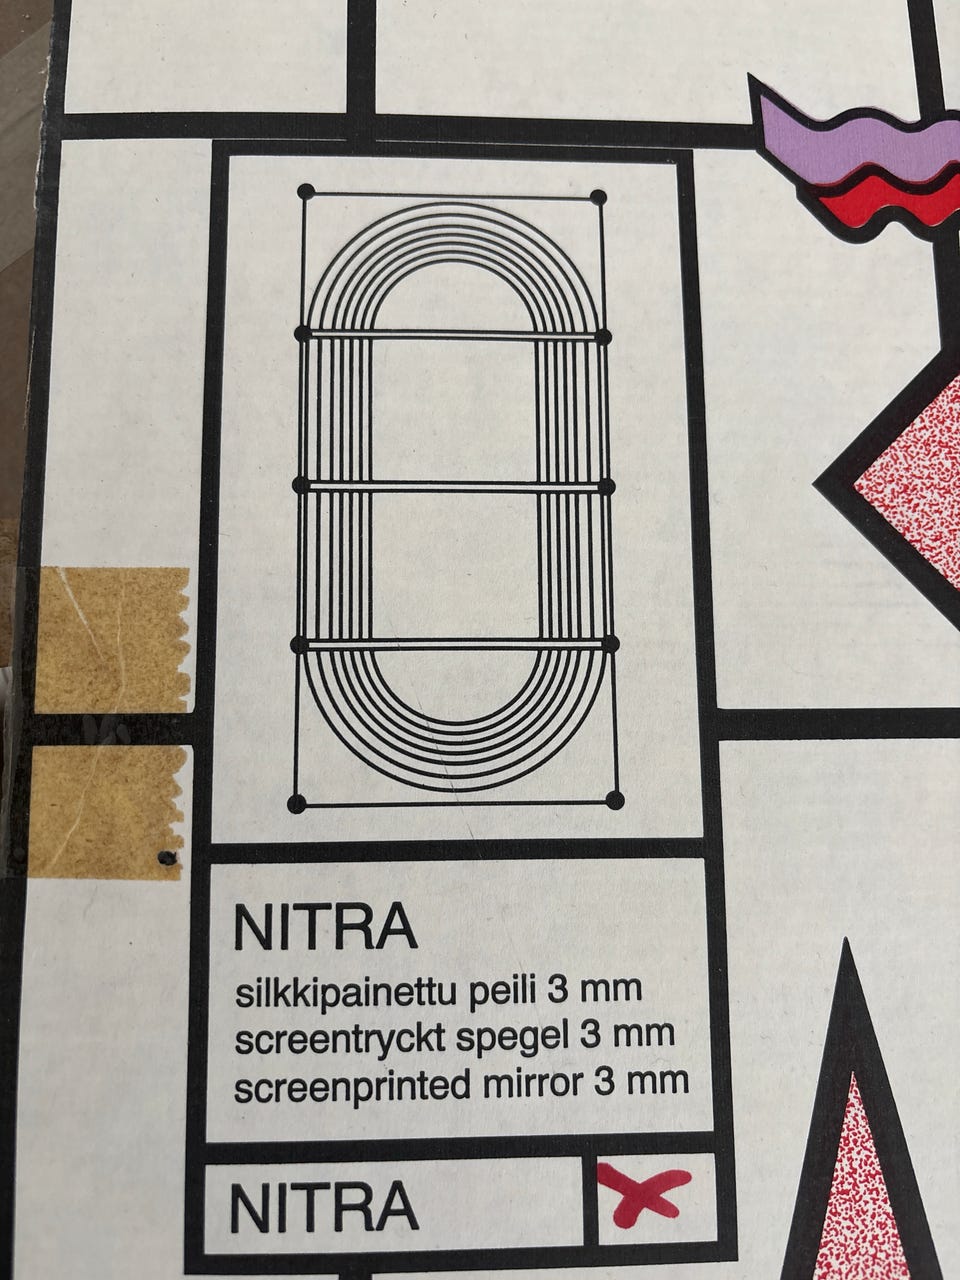 NITRA
silkkipainettu peili 3 mm
screentryckt spegel 3 mm
screenprinted mirror 3 mm
NITRA